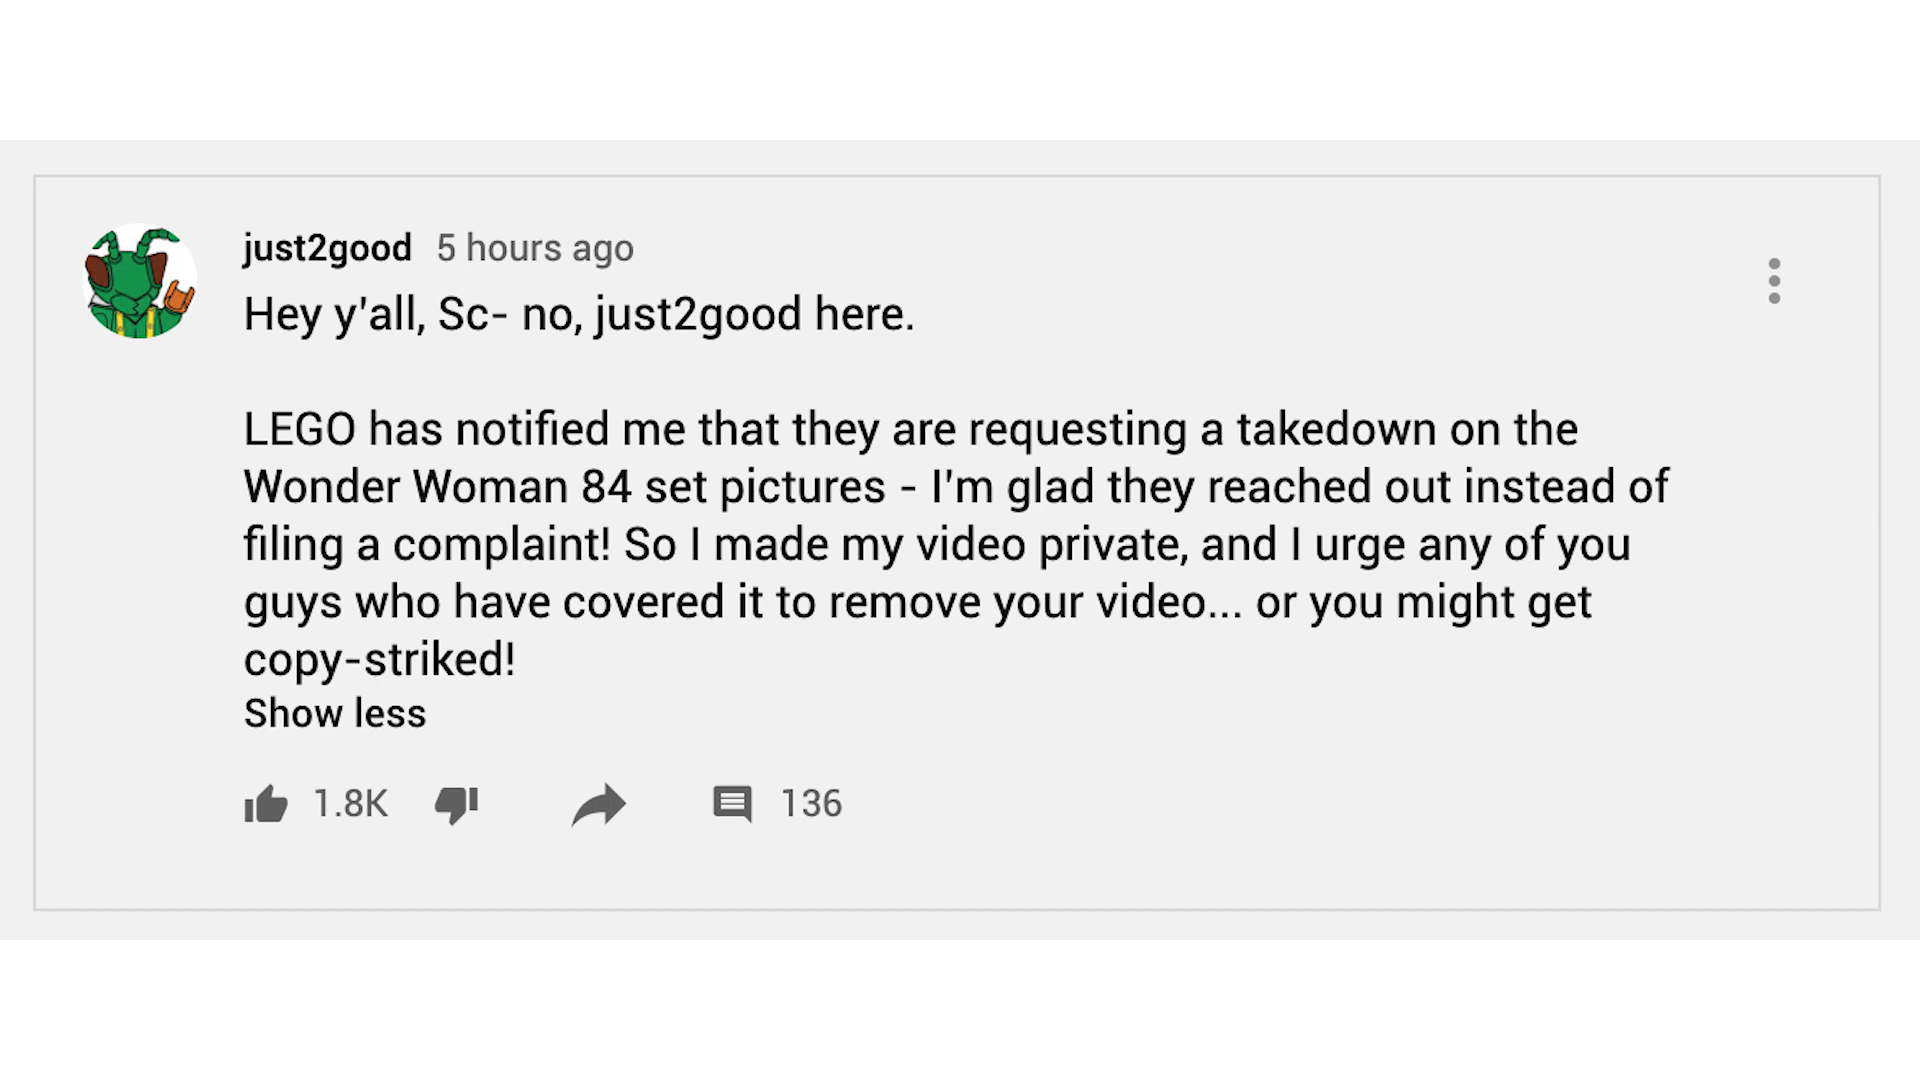 just2good 5 hours ago
Hey y'all, Sc- no, just2good here.
LEGO has notified me that they are requesting a takedown on the
Wonder Woman 84 set pictures - I'm glad they reached out instead of
filing a complaint! So I made my video private, and I urge any of you
guys who have covered it to remove your video... or you might get
copy-striked!
Show less
1.8K 136